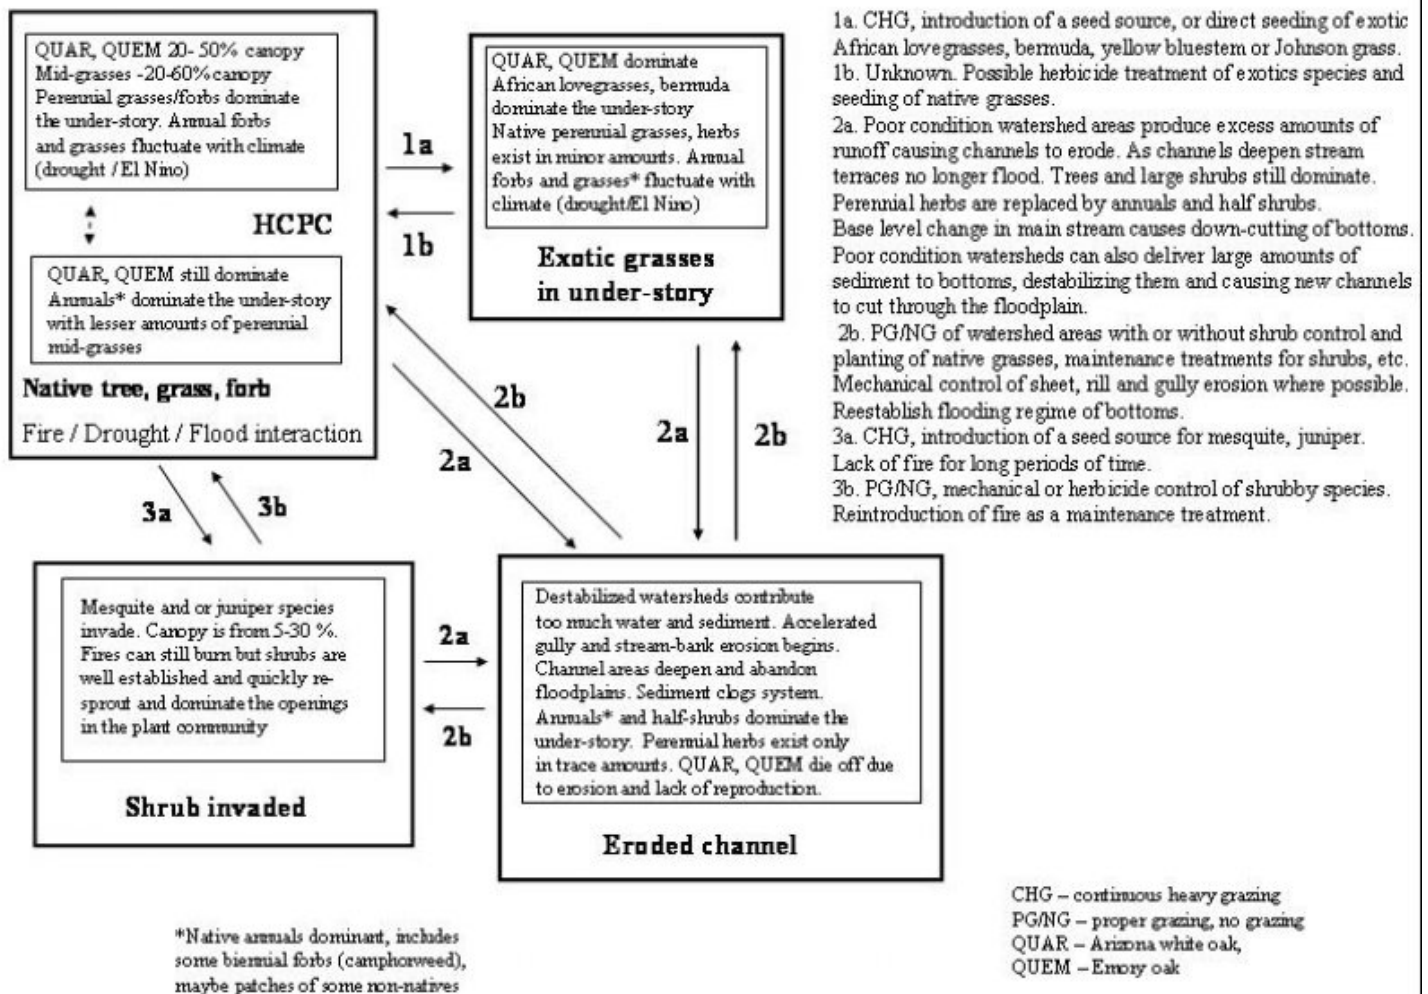 QUAR, QUEM 20- 50% canopy
Mid-grasses -20-60% canopy
Perennial grasses/forbs dominate
the under-story. Annual forbs
and grasses fluctuate with climate
(drought / El Nino)
HCPC
QUAR, QUEM still dominate
Annuals* dominate the under-story
with lesser amounts of perennial
mid-grasses
Native tree, grass, forb
Fire / Drought / Flood interaction
1a
1b
QUAR, QUEM dominate
African lovegrasses, bermuda
dominate the under-story
Native perennial grasses, herbs
exist in minor amounts. Annual
forbs and grasses* fluctuate with
climate (drought/El Nino)
Exotic grasses
in under-story
2b
2a
2a
2b
3a
3b
Mesquite and or juniper species
invade. Canopy is from 5-30 %.
Fires can still burn but shrubs are
well established and quickly re-
sprout and dominate the openings
in the plant community
Shrub invaded
2a
2b
Destabilized watersheds contribute
too much water and sediment. Accelerated
gully and stream-bank erosion begins.
Channel areas deepen and abandon
floodplains. Sediment clogs system.
Annuals* and half-shrubs dominate the
under-story. Perennial herbs exist only
in trace amounts. QUAR, QUEM die off due
to erosion and lack of reproduction.
Eroded channel
1a. CHG, introduction of a seed source, or direct seeding of exotic
African lovegrasses, bermuda, yellow bluestem or Johnson grass.
1b. Unknown. Possible herbicide treatment of exotics species and
seeding of native grasses.
2a. Poor condition watershed areas produce excess amounts of
runoff causing channels to erode. As channels deepen stream
terraces no longer flood. Trees and large shrubs still dominate.
Perennial herbs are replaced by annuals and half shrubs.
Base level change in main stream causes down-cutting of bottoms.
Poor condition watersheds can also deliver large amounts of
sediment to bottoms, destabilizing them and causing new channels
to cut through the floodplain.
2b. PG/NG of watershed areas with or without shrub control and
planting of native grasses, maintenance treatments for shrubs, etc.
Mechanical control of sheet, rill and gully erosion where possible.
Reestablish flooding regime of bottoms.
3a. CHG, introduction of a seed source for mesquite, juniper.
Lack of fire for long periods of time.
3b. PG/NG, mechanical or herbicide control of shrubby species.
Reintroduction of fire as a maintenance treatment.
*Native annuals dominant, includes
some biennial forbs (camphorweed),
maybe patches of some non-natives
CHG – continuous heavy grazing
PG/NG – proper grazing, no grazing
QUAR – Arizona white oak,
QUEM – Emory oak